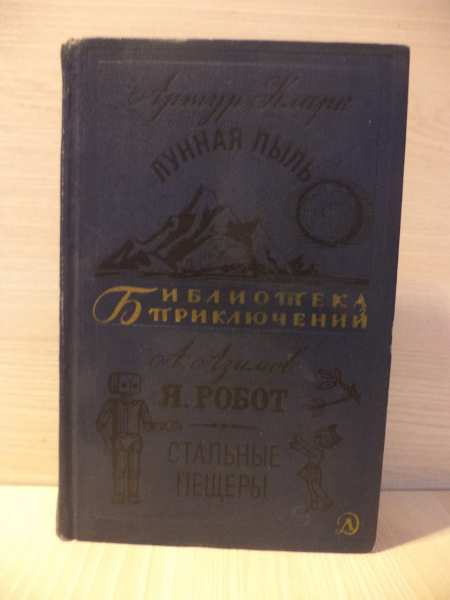 Артур Кларк
ЛУННАЯ ПЫЛЬ
БИБЛИОТЕКА
ПРИКЛЮЧЕНИЙ
А. Азимов
Я, РОБОТ
СТАЛЬНЫЕ
ПЕЩЕРЫ
Д